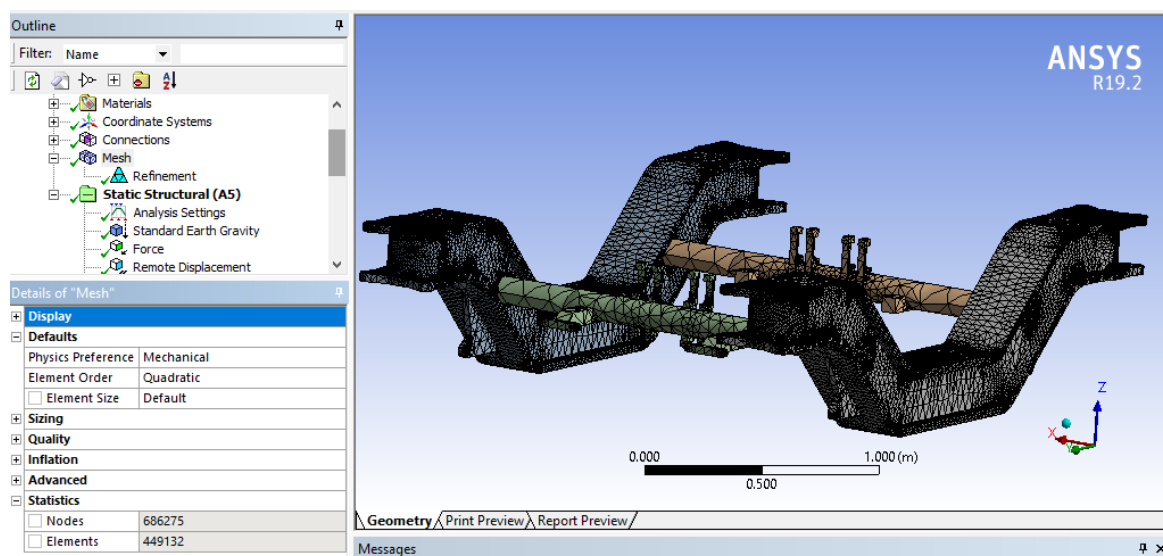 Outline
Filter: Name
Materials
Coordinate Systems
Connections
Mesh
Refinement
Static Structural (A5)
Analysis Settings
Standard Earth Gravity
Force
Remote Displacement
Details of "Mesh"
Display
Defaults
Physics Preference Mechanical
Element Order Quadratic
Element Size Default
Sizing
Quality
Inflation
Advanced
Statistics
Nodes 686275
Elements 449132
ANSYS
R19.2
Z
X
Y
0.000 1.000 (m)
0.500
Geometry Print Preview Report Preview
Messages